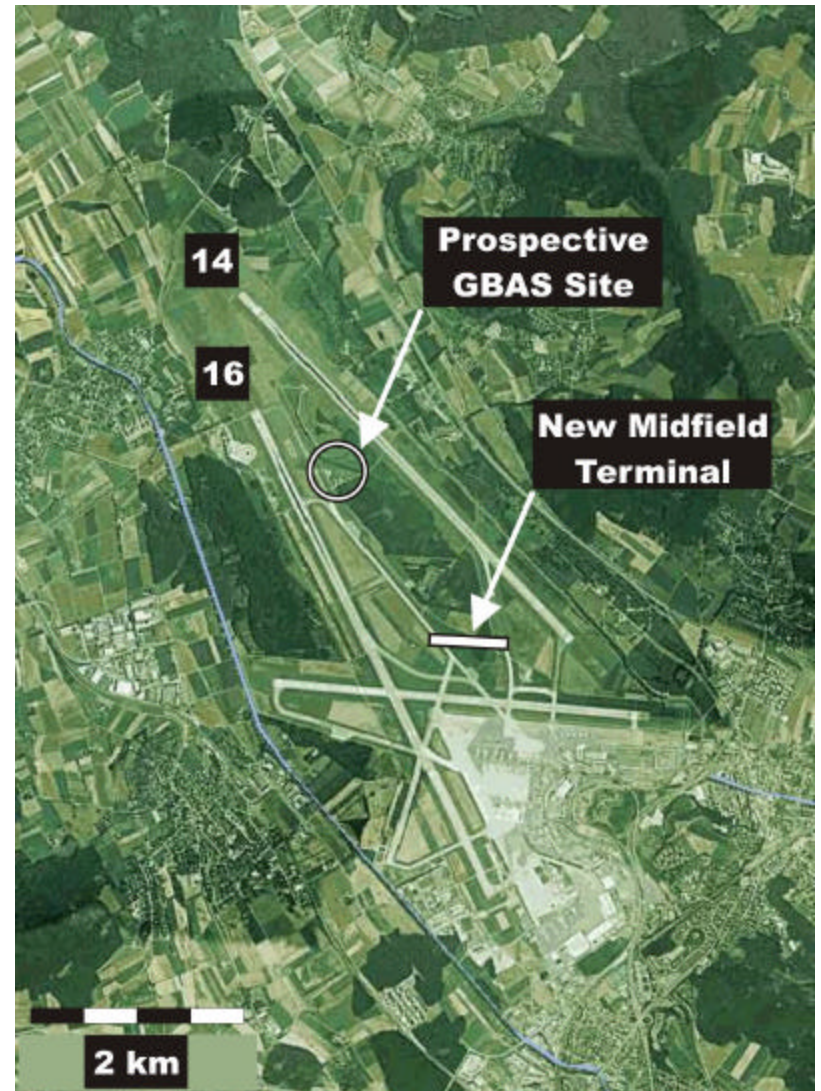 14
Prospective
GBAS Site
16
New Midfield
Terminal
2 km